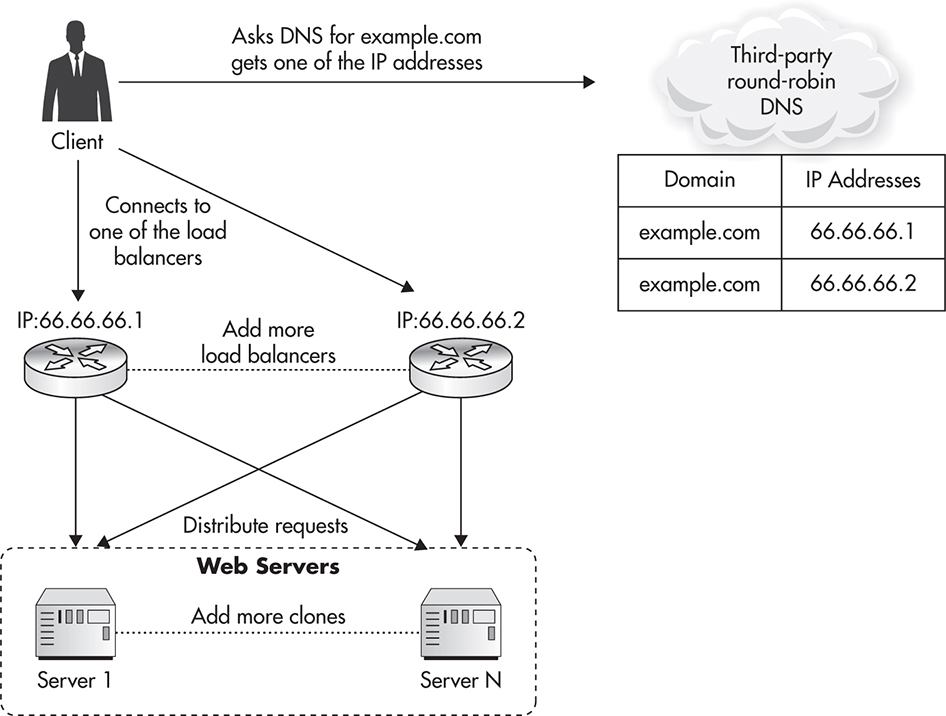 Asks DNS for example.com
gets one of the IP addresses
Third-party
round-robin
DNS
Client
Domain IP Addresses
example.com 66.66.66.1
example.com 66.66.66.2
Connects to
one of the load
balancers
IP:66.66.66.1
IP:66.66.66.2
Add more
load balancers
Distribute requests
Web Servers
Add more clones
Server 1
Server N